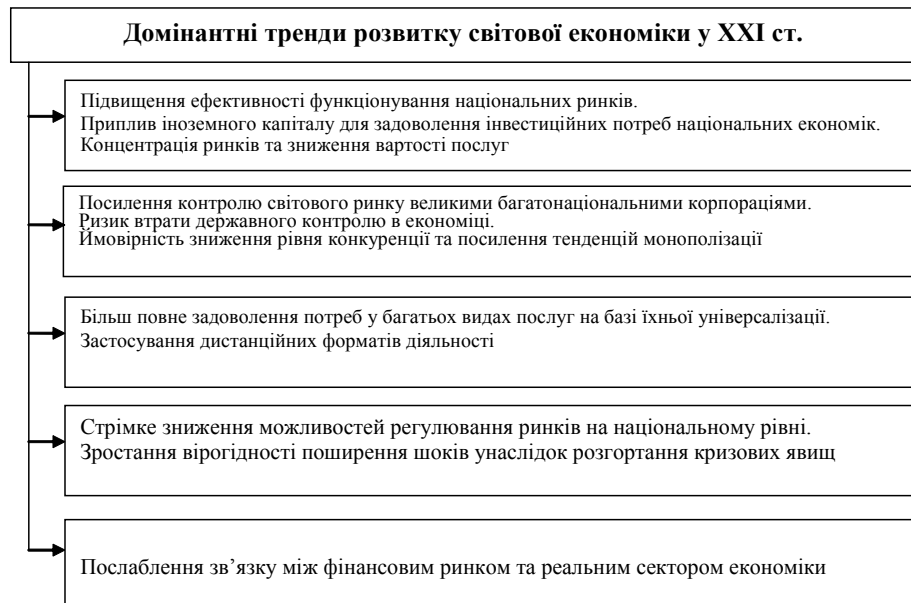 Домінантні тренди розвитку світової економіки у XXI ст.
Підвищення ефективності функціонування національних ринків.
Приплив іноземного капіталу для задоволення інвестиційних потреб національних економік.
Концентрація ринків та зниження вартості послуг
Посилення контролю світового ринку великими багатонаціональними корпораціями.
Ризик втрати державного контролю в економіці.
Ймовірність зниження рівня конкуренції та посилення тенденцій монополізації
Більш повне задоволення потреб у багатьох видах послуг на базі їхньої універсалізації.
Застосування дистанційних форматів діяльності
Стрімке зниження можливостей регулювання ринків на національному рівні.
Зростання вірогідності поширення шоків унаслідок розгортання кризових явищ
Послаблення зв’язку між фінансовим ринком та реальним сектором економіки